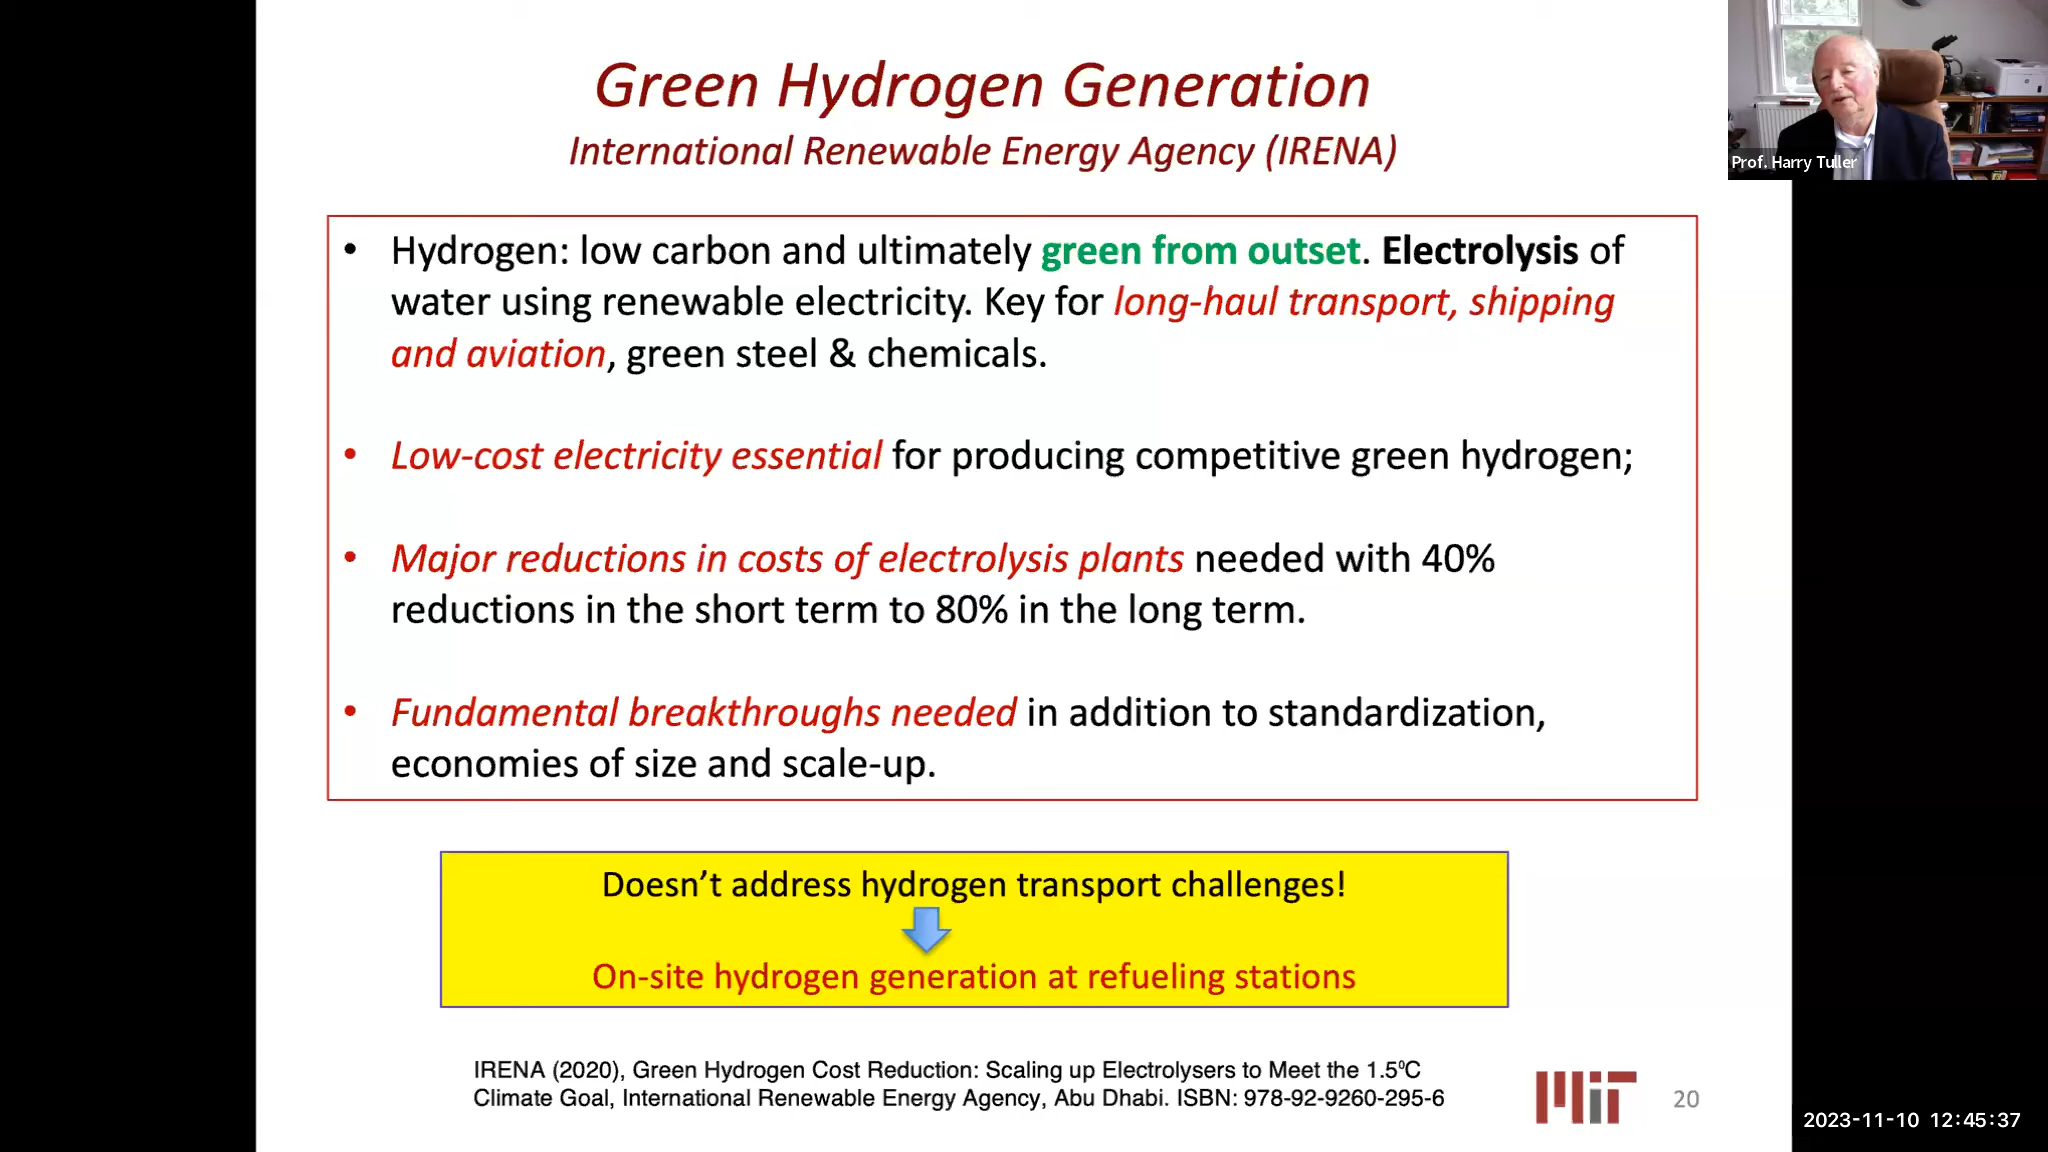 Green Hydrogen Generation
International Renewable Energy Agency (IRENA)
Prof. Harry Tuller
• Hydrogen: low carbon and ultimately green from outset. Electrolysis of
water using renewable electricity. Key for long-haul transport, shipping
and aviation, green steel & chemicals.
• Low-cost electricity essential for producing competitive green hydrogen;
• Major reductions in costs of electrolysis plants needed with 40%
reductions in the short term to 80% in the long term.
• Fundamental breakthroughs needed in addition to standardization,
economies of size and scale-up.
Doesn’t address hydrogen transport challenges!
On-site hydrogen generation at refueling stations
IRENA (2020), Green Hydrogen Cost Reduction: Scaling up Electrolysers to Meet the 1.5⁰C
Climate Goal, International Renewable Energy Agency, Abu Dhabi. ISBN: 978-92-9260-295-6
MIT
20
2023-11-10 12:45:37